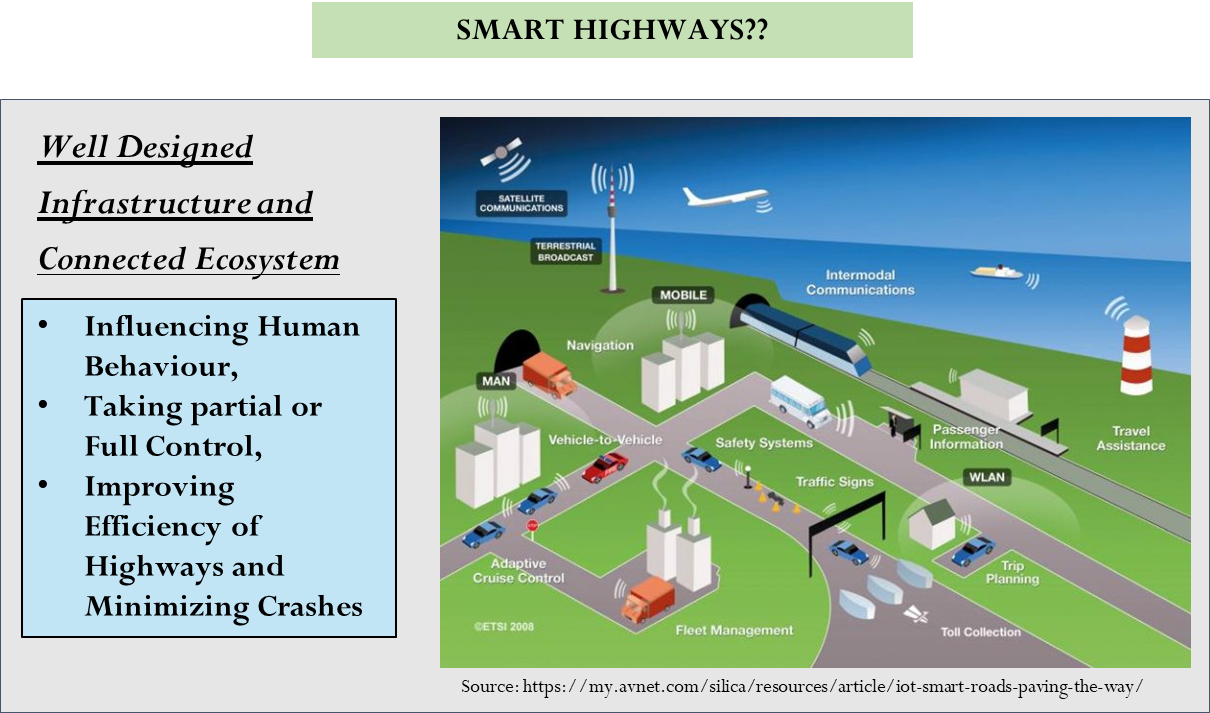 SMART HIGHWAYS??
Well Designed
Infrastructure and
Connected Ecosystem
• Influencing Human
Behaviour,
• Taking partial or
Full Control,
• Improving
Efficiency of
Highways and
Minimizing Crashes
SATELLITE
COMMUNICATIONS
TERRESTRIAL
BROADCAST
Intermodal
Communications
MOBILE
Navigation
MAN
Vehicle-to-Vehicle
Safety Systems
Passenger
Information
Travel
Assistance
Traffic Signs
WLAN
STOP
Adaptive
Cruise Control
Trip
Planning
©ETSI 2008
Fleet Management
Toll Collection
Source: https://my.avnet.com/silica/resources/article/iot-smart-roads-paving-the-way/